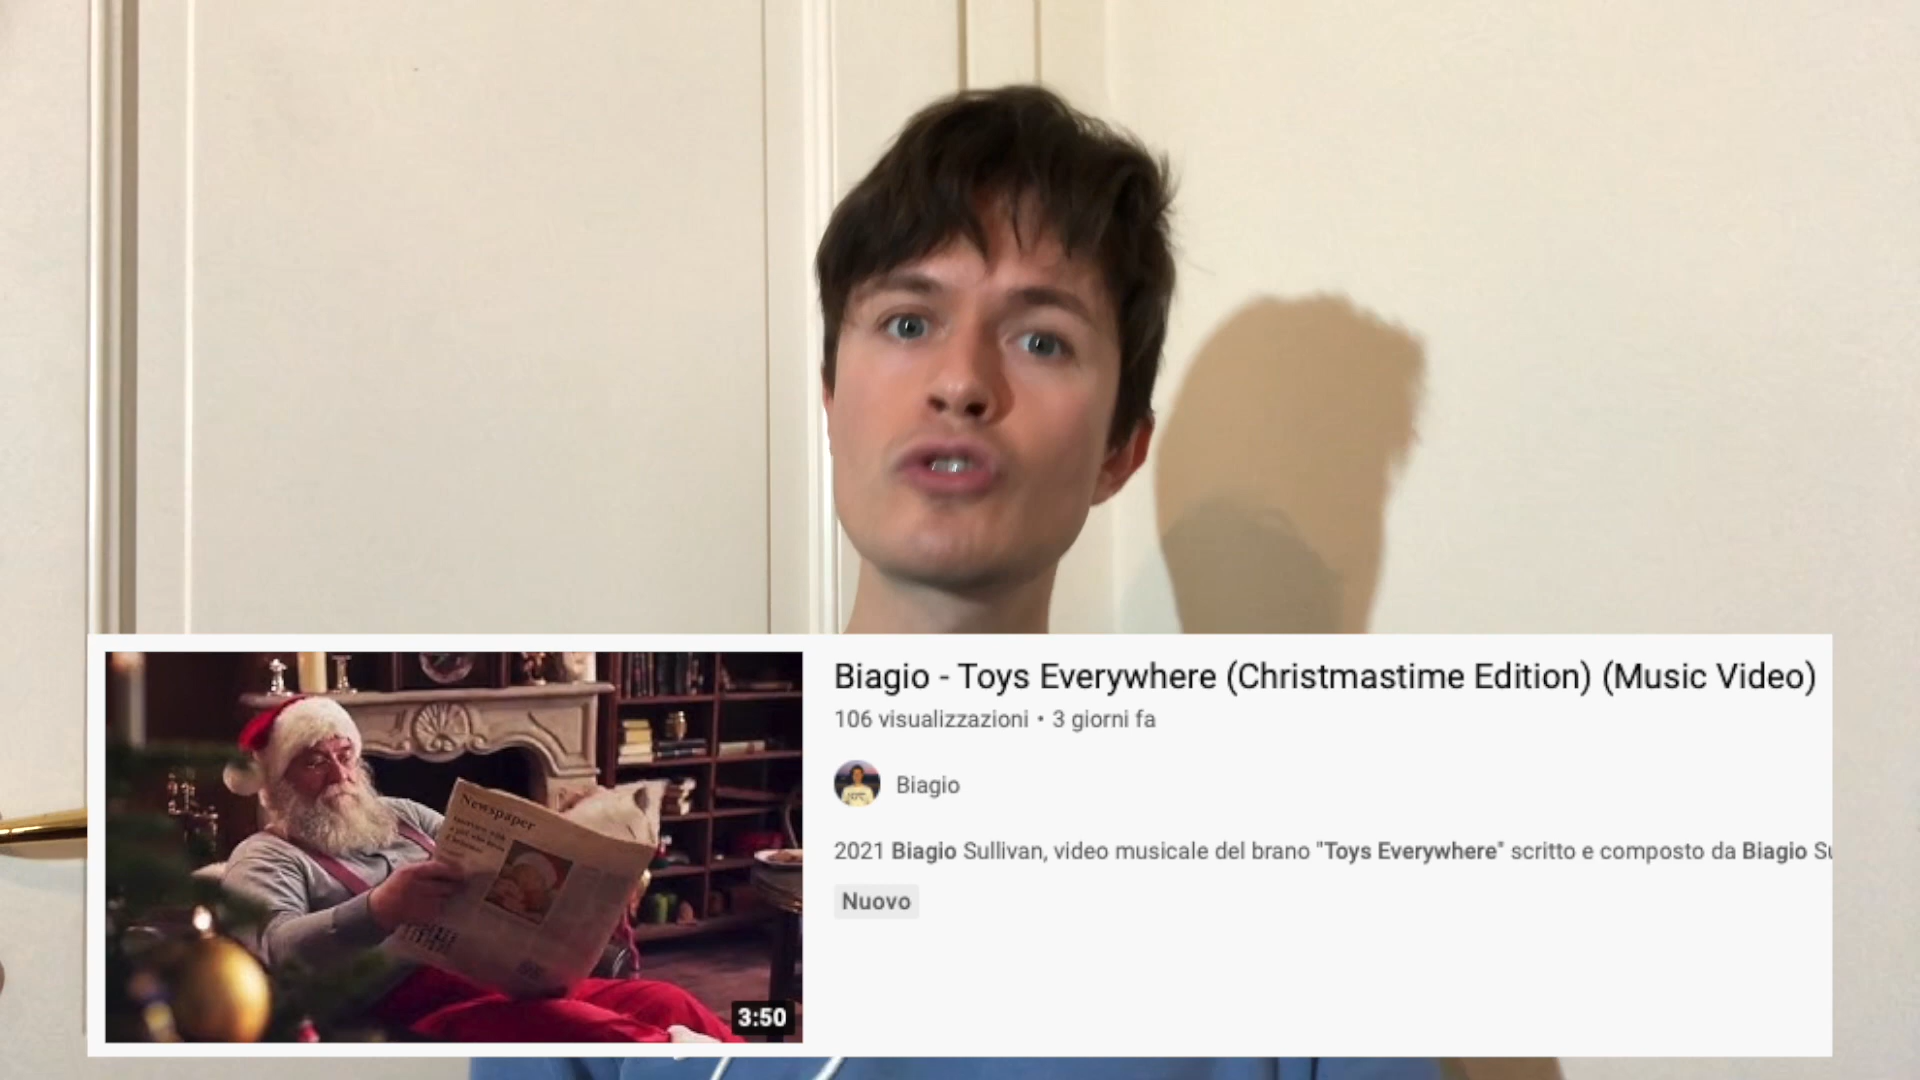 Biagio - Toys Everywhere (Christmastime Edition) (Music Video)
106 visualizzazioni • 3 giorni fa
Biagio
2021 Biagio Sullivan, video musicale del brano "Toys Everywhere" scritto e composto da Biagio
Nuovo
Newspaper
3:50